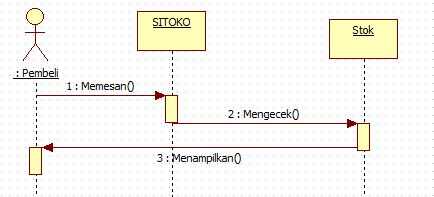 SITOKO
Stok
: Pembeli
1 : Memesan()
2 : Mengecek()
3 : Menampilkan()